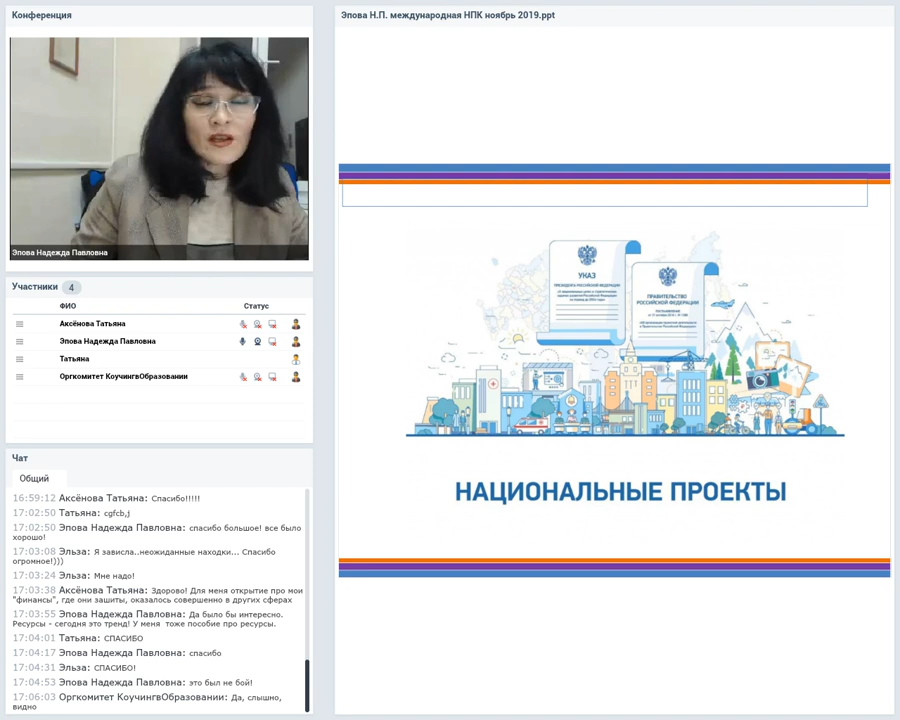 Конференция
Эпова Надежда Павловна
Участники 4
ФИО Статус
Аксёнова Татьяна
Эпова Надежда Павловна
Татьяна
Оргкомитет КоучингвОбразовании
Чат
Общий
16:59:12 Аксёнова Татьяна: Спасибо!!!!!
17:02:50 Татьяна: cgfcb,j
17:02:50 Эпова Надежда Павловна: спасибо большое! все было
хорошо!
17:03:08 Эльза: Я зависла..неожиданные находки... Спасибо
огромное!)))
17:03:24 Эльза: Мне надо!
17:03:38 Аксёнова Татьяна: Здорово! Для меня открытие про мои
"финансы", где они зашиты, оказалось совершенно в других сферах
17:03:55 Эпова Надежда Павловна: Да было бы интересно.
Ресурсы - сегодня это тренд! У меня тоже пособие про ресурсы.
17:04:01 Татьяна: СПАСИБО
17:04:17 Эпова Надежда Павловна: спасибо
17:04:31 Эльза: СПАСИБО!
17:04:53 Эпова Надежда Павловна: это был не бой!
17:06:03 Оргкомитет КоучингвОбразовании: Да, слышно,
видно
Эпова Н.П. международная НПК ноябрь 2019.ppt
УКАЗ
ПРЕЗИДЕНТА РОССИЙСКОЙ ФЕДЕРАЦИИ
ПРАВИТЕЛЬСТВО
РОССИЙСКОЙ ФЕДЕРАЦИИ
НАЦИОНАЛЬНЫЕ ПРОЕКТЫ